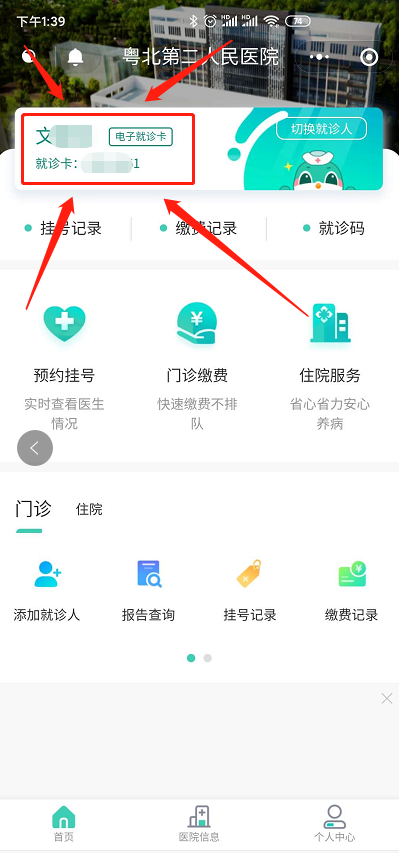 下午1:39
74
粤北第二人民医院
文
电子就诊卡
切换就诊人
就诊卡: 1
挂号记录
缴费记录
就诊码
预约挂号
门诊缴费
住院服务
实时查看医生情况
快速缴费不排队
省心省力安心养病
门诊
住院
添加就诊人
报告查询
挂号记录
缴费记录
首页
医院信息
个人中心